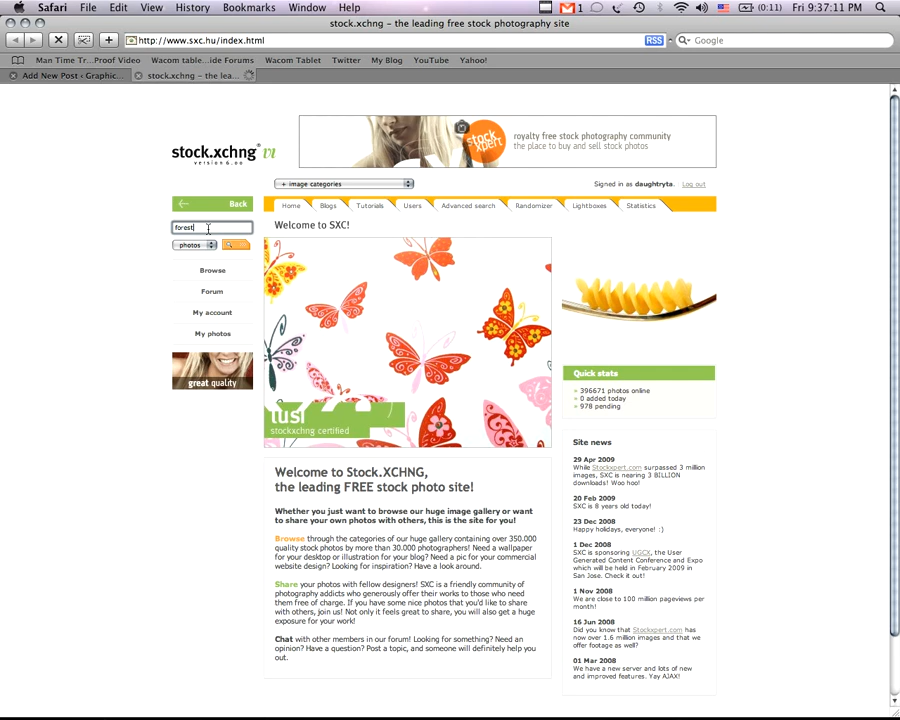 Safari File Edit View History Bookmarks Window Help 1 (0:11) Fri 9:37:11 PM
stock.xchng – the leading free stock photography site
http://www.sxc.hu/index.html RSS Google
Man Time Tr...Proof Video Wacom table...ide Forums Wacom Tablet Twitter My Blog YouTube Yahoo!
Add New Post ‹ Graphic... stock.xchng – the lea...
stock.xchng vi
version 6.00
stock xpert
royalty free stock photography community
the place to buy and sell stock photos
+ image categories
Signed in as daughtryta. Log out
Back
Home Blogs Tutorials Users Advanced search Randomizer Lightboxes Statistics
forest
photos
Browse
Forum
My account
My photos
great quality
Welcome to SXC!
stockxchng certified
Welcome to Stock.XCHNG,
the leading FREE stock photo site!
Whether you just want to browse our huge image gallery or want
to share your own photos with others, this is the site for you!
Browse through the categories of our huge gallery containing over 350.000
quality stock photos by more than 30.000 photographers! Need a wallpaper
for your desktop or illustration for your blog? Need a pic for your commercial
website design? Looking for inspiration? Have a look around.
Share your photos with fellow designers! SXC is a friendly community of
photography addicts who generously offer their works to those who need
them free of charge. If you have some nice photos that you'd like to share
with others, join us! Not only it feels great to share, you will also get a huge
exposure for your work!
Chat with other members in our forum! Looking for something? Need an
opinion? Have a question? Post a topic, and someone will definitely help you
out.
Quick stats
» 396671 photos online
» 0 added today
» 978 pending
Site news
29 Apr 2009
While Stockxpert.com surpassed 3 million
images, SXC is nearing 3 BILLION
downloads! Woo hoo!
20 Feb 2009
SXC is 8 years old today!
23 Dec 2008
Happy holidays, everyone! :)
1 Dec 2008
SXC is sponsoring UGCX, the User
Generated Content Conference and Expo
which will be held in February 2009 in
San Jose. Check it out!
1 Nov 2008
We are close to 100 million pageviews per
month!
16 Jun 2008
Did you know that Stockxpert.com has
now over 1.6 million images and that we
offer footage as well?
01 Mar 2008
We have a new server and lots of new
and improved features. Yay AJAX!